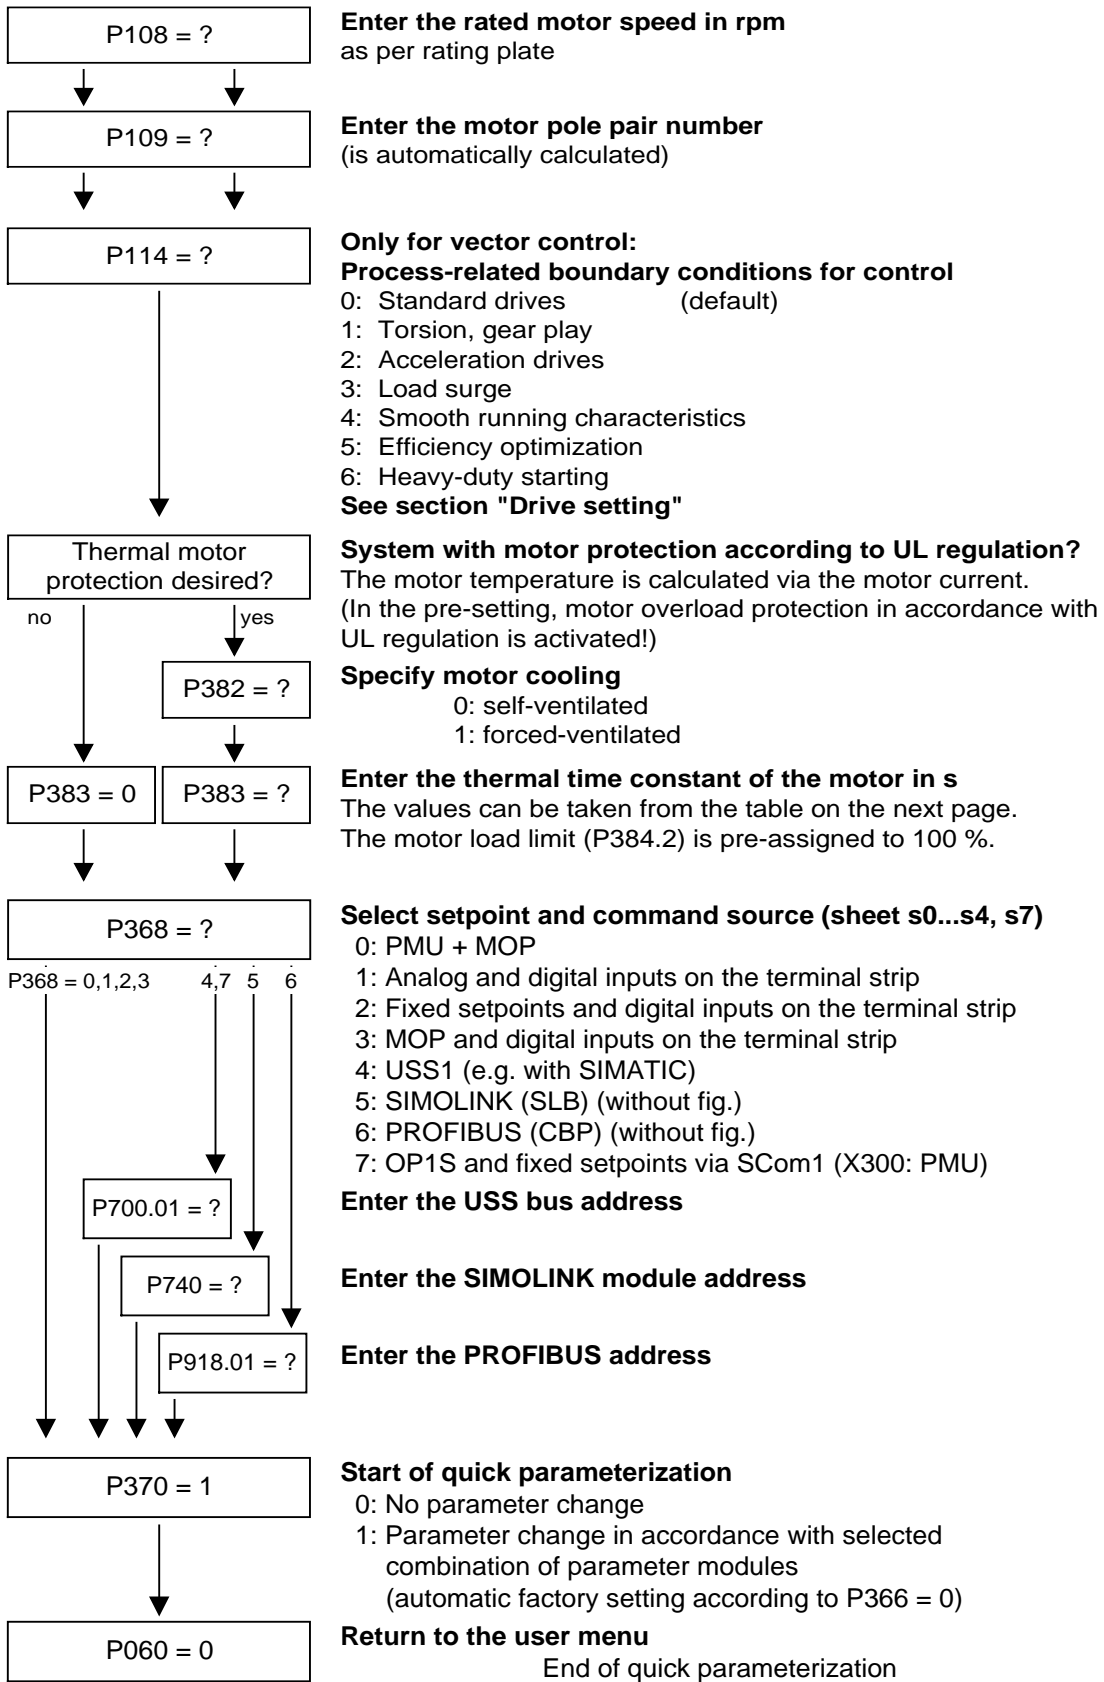 P108 = ?
Enter the rated motor speed in rpm
as per rating plate
P109 = ?
Enter the motor pole pair number
(is automatically calculated)
P114 = ?
Only for vector control:
Process-related boundary conditions for control
0: Standard drives (default)
1: Torsion, gear play
2: Acceleration drives
3: Load surge
4: Smooth running characteristics
5: Efficiency optimization
6: Heavy-duty starting
See section "Drive setting"
Thermal motor
protection desired?
no
yes
System with motor protection according to UL regulation?
The motor temperature is calculated via the motor current.
(In the pre-setting, motor overload protection in accordance with
UL regulation is activated!)
P382 = ?
Specify motor cooling
0: self-ventilated
1: forced-ventilated
P383 = 0
P383 = ?
Enter the thermal time constant of the motor in s
The values can be taken from the table on the next page.
The motor load limit (P384.2) is pre-assigned to 100 %.
P368 = ?
P368 = 0,1,2,3 4,7 5 6
Select setpoint and command source (sheet s0...s4, s7)
0: PMU + MOP
1: Analog and digital inputs on the terminal strip
2: Fixed setpoints and digital inputs on the terminal strip
3: MOP and digital inputs on the terminal strip
4: USS1 (e.g. with SIMATIC)
5: SIMOLINK (SLB) (without fig.)
6: PROFIBUS (CBP) (without fig.)
7: OP1S and fixed setpoints via SCom1 (X300: PMU)
P700.01 = ?
Enter the USS bus address
P740 = ?
Enter the SIMOLINK module address
P918.01 = ?
Enter the PROFIBUS address
P370 = 1
Start of quick parameterization
0: No parameter change
1: Parameter change in accordance with selected
combination of parameter modules
(automatic factory setting according to P366 = 0)
P060 = 0
Return to the user menu
End of quick parameterization